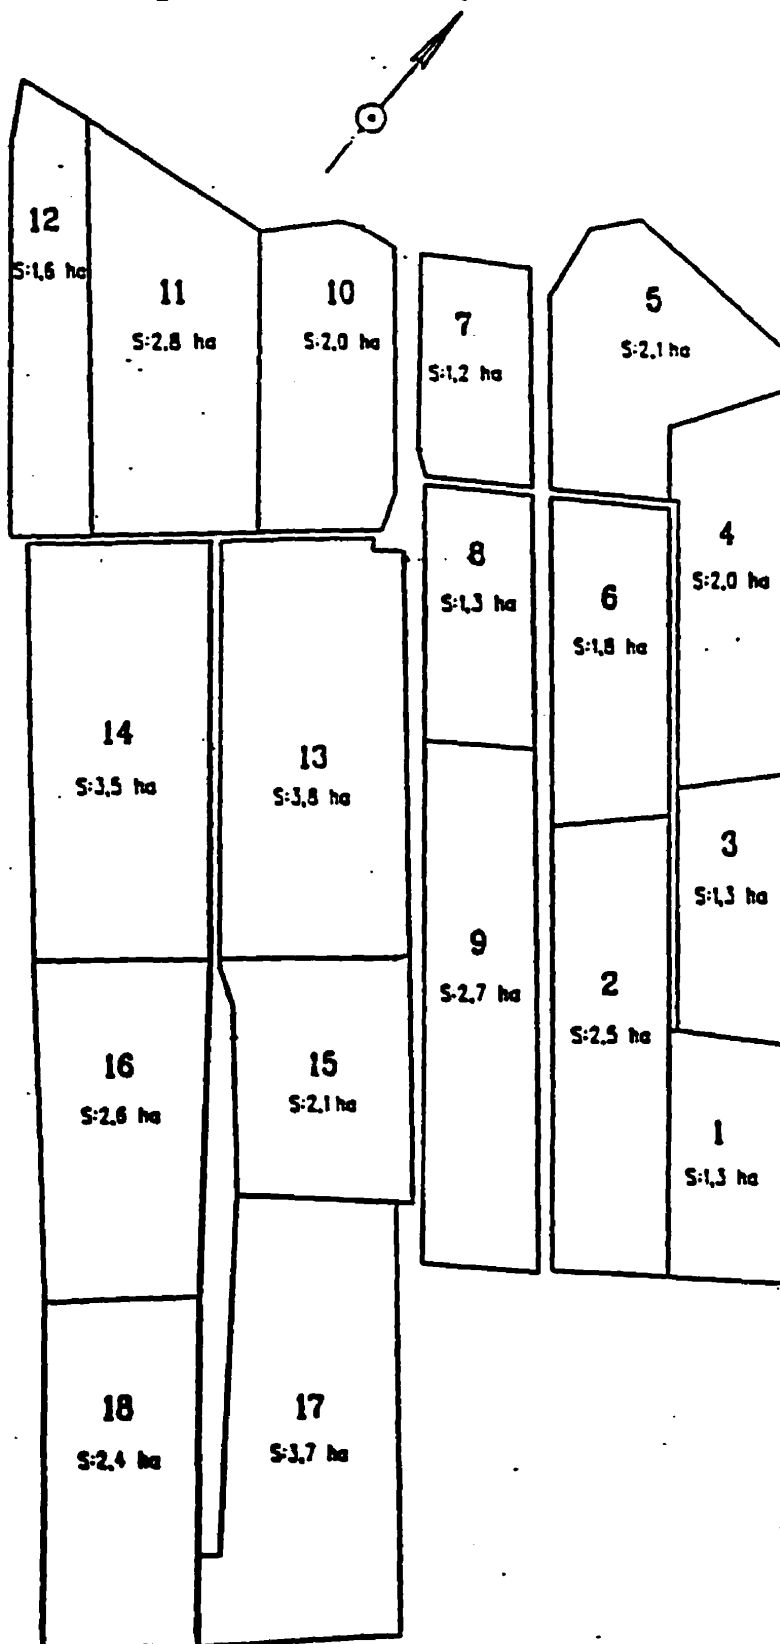 12
S:1,6 ha
11
S:2,8 ha
10
S:2,0 ha
7
S:1,2 ha
5
S:2,1 ha
4
S:2,0 ha
8
S:1,3 ha
6
S:1,8 ha
14
S:3,5 ha
13
S:3,8 ha
3
S:1,3 ha
9
S:2,7 ha
2
S:2,5 ha
16
S:2,6 ha
15
S:2,1 ha
1
S:1,3 ha
18
S:2,4 ha
17
S:3,7 ha